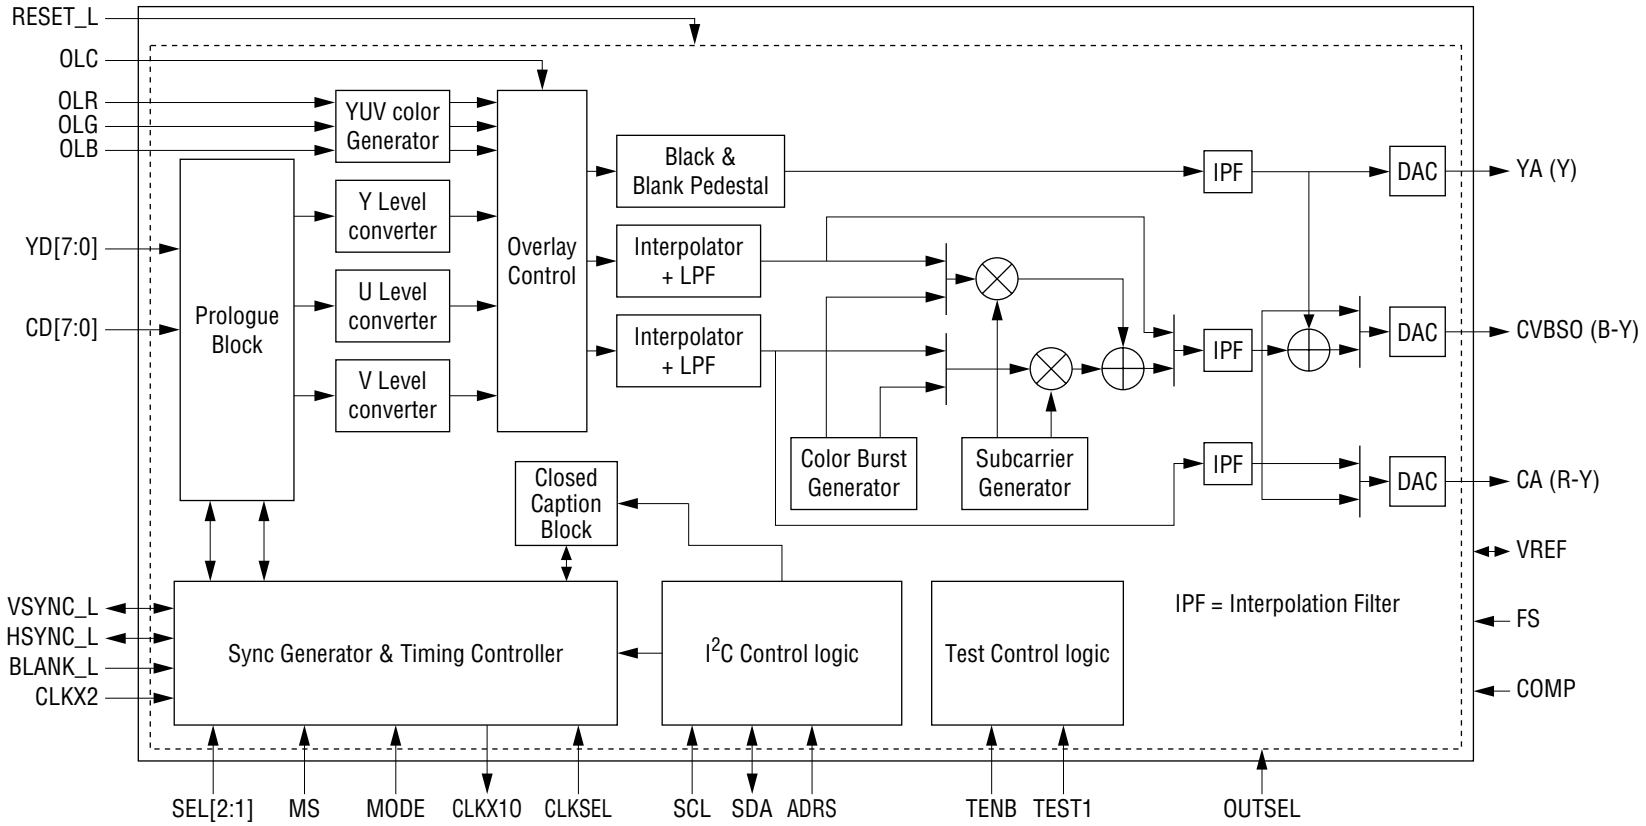 RESET_L
OLC
OLR
OLG
OLB
YD[7:0]
CD[7:0]
VSYNC_L
HSYNC_L
BLANK_L
CLKX2
Prologue
Block
YUV color
Generator
Y Level
converter
U Level
converter
V Level
converter
Overlay
Control
Black &
Blank Pedestal
Interpolator
+ LPF
Interpolator
+ LPF
Color Burst
Generator
Subcarrier
Generator
IPF
IPF
IPF
DAC
DAC
DAC
YA (Y)
CVBSO (B-Y)
CA (R-Y)
VREF
FS
COMP
Closed
Caption
Block
Sync Generator & Timing Controller
I²C Control logic
Test Control logic
IPF = Interpolation Filter
SEL[2:1]
MS
MODE
CLKX10
CLKSEL
SCL
SDA
ADRS
TENB
TEST1
OUTSEL